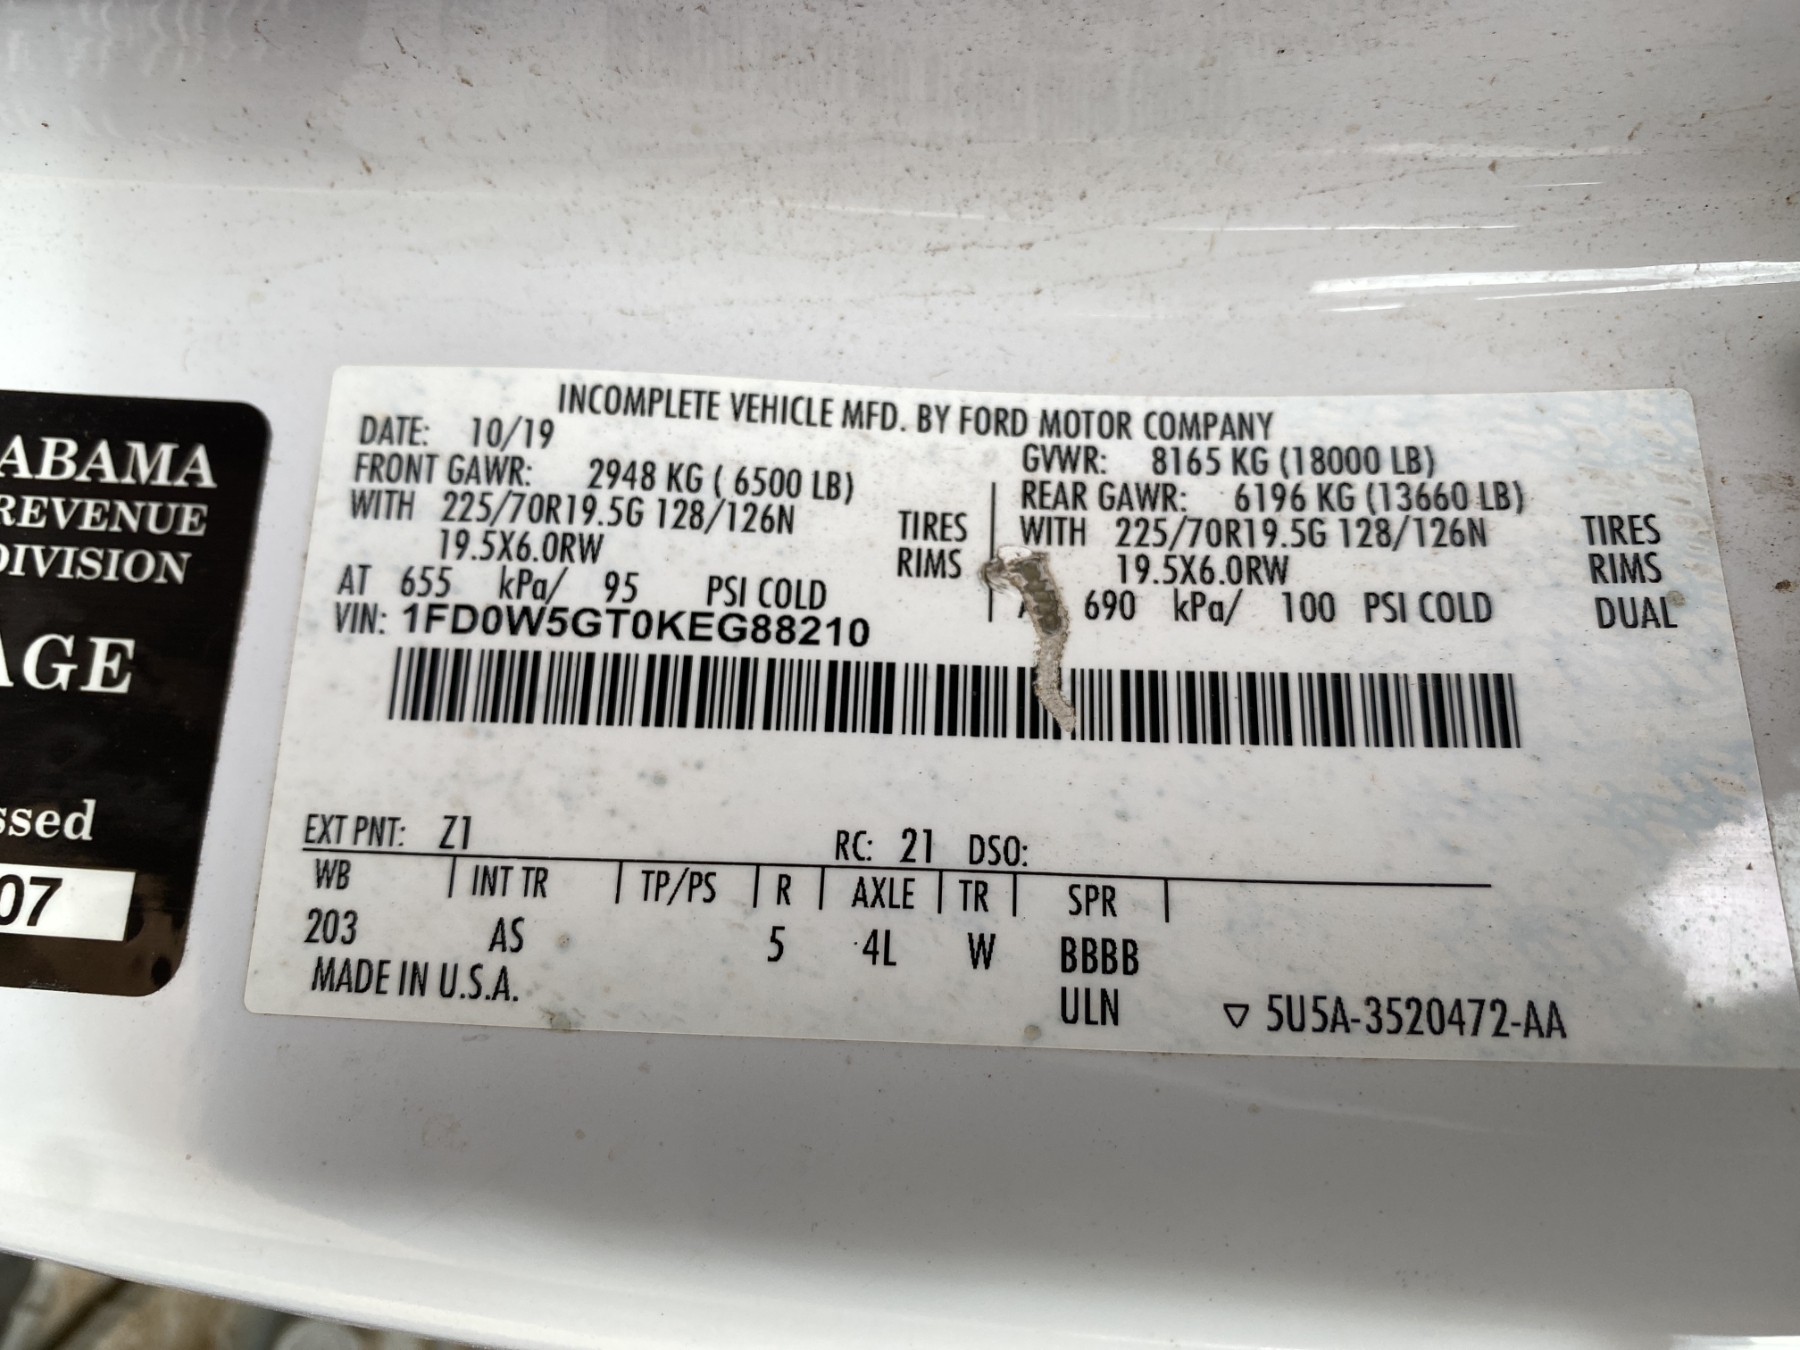 ABAMA
REVENUE
DIVISION
AGE
ssed
07
INCOMPLETE VEHICLE MFD. BY FORD MOTOR COMPANY
DATE: 10/19
GVWR: 8165 KG (18000 LB)
FRONT GAWR: 2948 KG ( 6500 LB)
REAR GAWR: 6196 KG (13660 LB)
WITH 225/70R19.5G 128/126N TIRES
WITH 225/70R19.5G 128/126N TIRES
19.5X6.0RW RIMS
19.5X6.0RW RIMS
AT 655 kPa/ 95 PSI COLD
690 kPa/ 100 PSI COLD DUAL
VIN: 1FD0W5GT0KEG88210
EXT PNT: Z1 RC: 21 DSO:
WB INT TR TP/PS R AXLE TR SPR
203 AS 5 4L W BBBB
MADE IN U.S.A. ULN ▽ 5U5A-3520472-AA